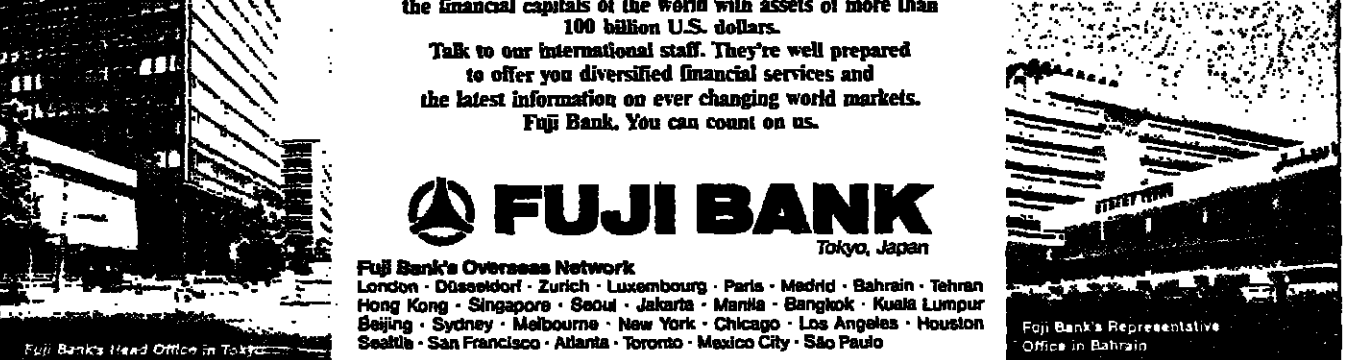 the financial capitals of the world with assets of more than
100 billion U.S. dollars.
Talk to our international staff. They're well prepared
to offer you diversified financial services and
the latest information on ever changing world markets.
Fuji Bank. You can count on us.
FUJI BANK
Tokyo, Japan
Fuji Bank's Overseas Network
London · Düsseldorf · Zurich · Luxembourg · Paris · Madrid · Bahrain · Tehran
Hong Kong · Singapore · Seoul · Jakarta · Manila · Bangkok · Kuala Lumpur
Beijing · Sydney · Melbourne · New York · Chicago · Los Angeles · Houston
Seattle · San Francisco · Atlanta · Toronto · Mexico City · São Paulo
Fuji Bank's Head Office in Tokyo
Fuji Bank's Representative
Office in Bahrain